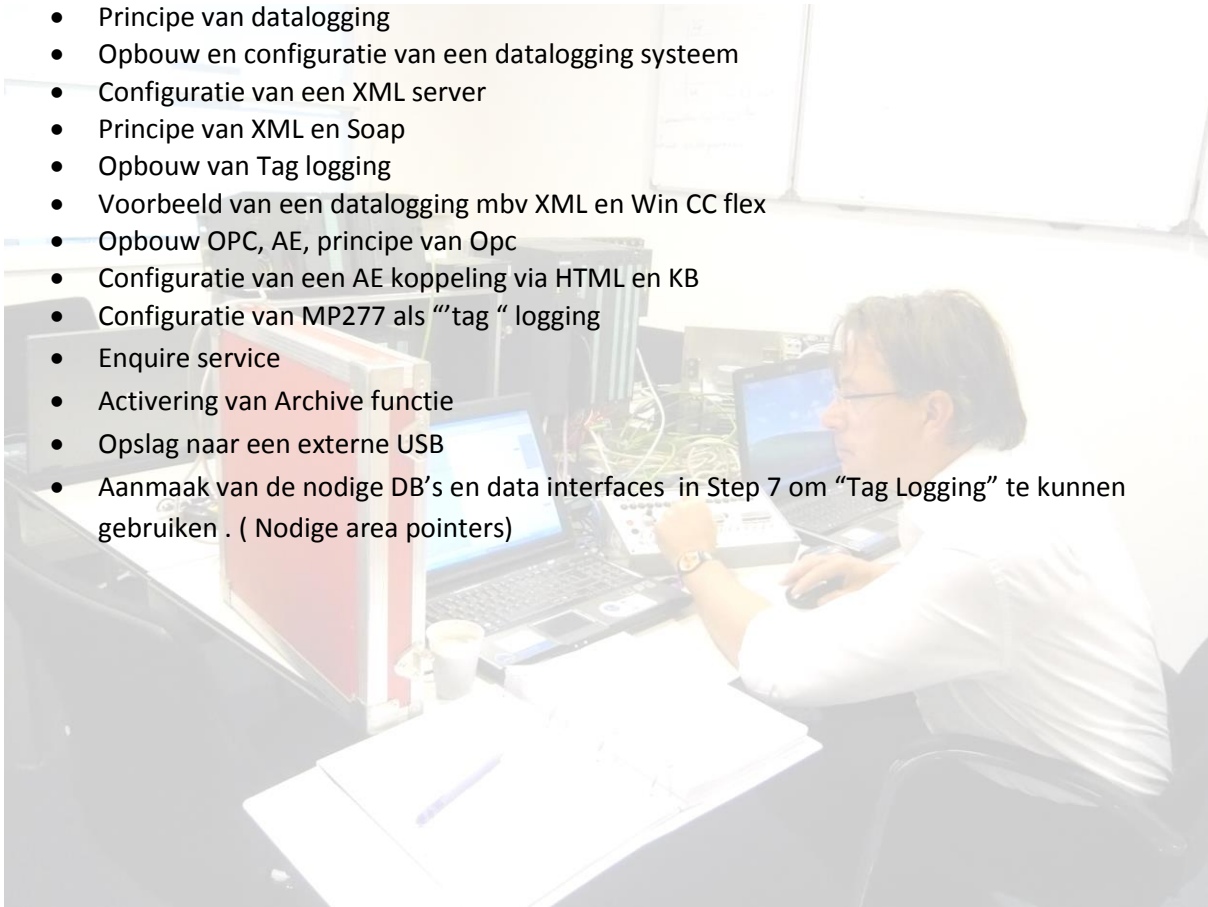 • Principe van datalogging
• Opbouw en configuratie van een datalogging systeem
• Configuratie van een XML server
• Principe van XML en Soap
• Opbouw van Tag logging
• Voorbeeld van een datalogging mbv XML en Win CC flex
• Opbouw OPC, AE, principe van Opc
• Configuratie van een AE koppeling via HTML en KB
• Configuratie van MP277 als “’tag “ logging
• Enquire service
• Activering van Archive functie
• Opslag naar een externe USB
• Aanmaak van de nodige DB’s en data interfaces  in Step 7 om “Tag Logging” te kunnen
gebruiken . ( Nodige area pointers)